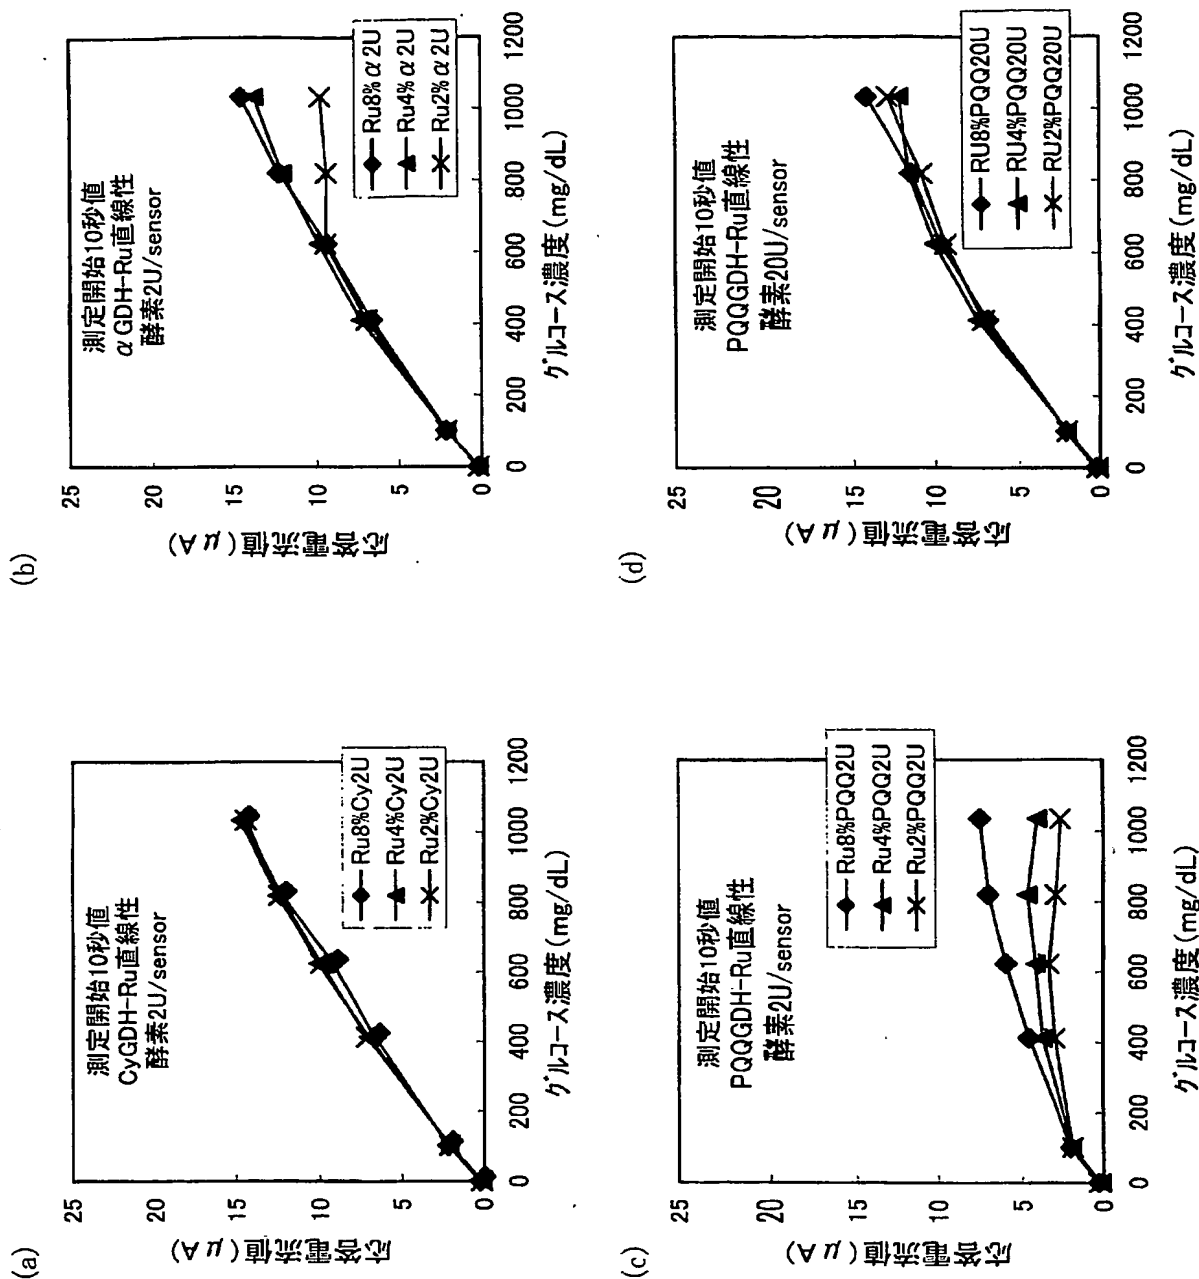 (a)
測定開始10秒値
CyGDH-Ru直線性
酵素2U/sensor
Ru8%Cy2U
Ru4%Cy2U
Ru2%Cy2U
25
20
15
10
5
0
応答電流値(μA)
0 200 400 600 800 1000 1200
グルコース濃度(mg/dL)
(b)
測定開始10秒値
αGDH-Ru直線性
酵素2U/sensor
Ru8%α2U
Ru4%α2U
Ru2%α2U
25
20
15
10
5
0
応答電流値(μA)
0 200 400 600 800 1000 1200
グルコース濃度(mg/dL)
(c)
測定開始10秒値
PQQGDH-Ru直線性
酵素2U/sensor
Ru8%PQQ2U
Ru4%PQQ2U
Ru2%PQQ2U
25
20
15
10
5
0
応答電流値(μA)
0 200 400 600 800 1000 1200
グルコース濃度(mg/dL)
(d)
測定開始10秒値
PQQGDH-Ru直線性
酵素20U/sensor
RU8%PQQ20U
RU4%PQQ20U
RU2%PQQ20U
25
20
15
10
5
0
応答電流値(μA)
0 200 400 600 800 1000 1200
グルコース濃度(mg/dL)